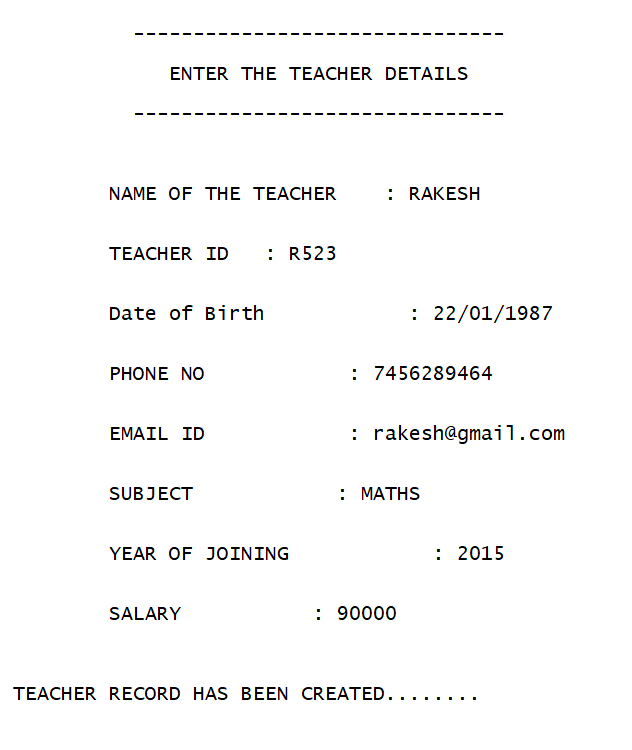 -------------------------------
ENTER THE TEACHER DETAILS
-------------------------------
NAME OF THE TEACHER    : RAKESH
TEACHER ID   : R523
Date of Birth            : 22/01/1987
PHONE NO            : 7456289464
EMAIL ID            : rakesh@gmail.com
SUBJECT            : MATHS
YEAR OF JOINING            : 2015
SALARY           : 90000
TEACHER RECORD HAS BEEN CREATED........